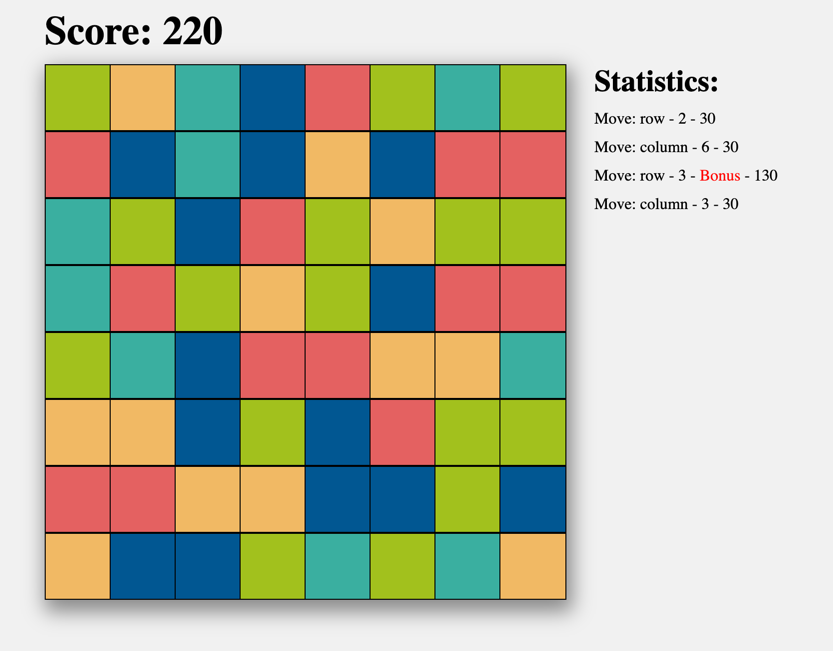 Score: 220
Statistics:
Move: row - 2 - 30
Move: column - 6 - 30
Move: row - 3 - Bonus - 130
Move: column - 3 - 30